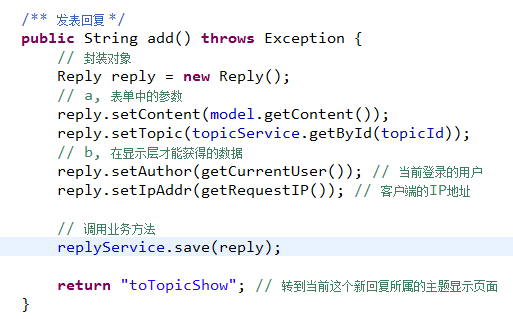 /** 发表回复 */
public String add() throws Exception {
// 封装对象
Reply reply = new Reply();
// a, 表单中的参数
reply.setContent(model.getContent());
reply.setTopic(topicService.getById(topicId));
// b, 在显示层才能获得的数据
reply.setAuthor(getCurrentUser()); // 当前登录的用户
reply.setIpAddr(getRequestIP()); // 客户端的IP地址
// 调用业务方法
replyService.save(reply);
return "toTopicShow"; // 转到当前这个新回复所属的主题显示页面
}